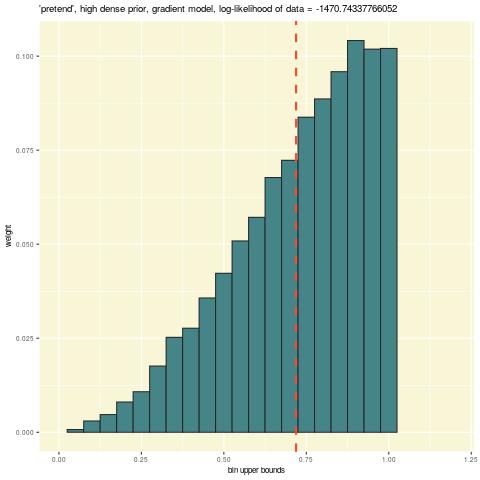 'pretend', high dense prior, gradient model, log-likelihood of data = -1470.74337766052
0.100
0.075
0.050
0.025
0.000
weight
0.00 0.25 0.50 0.75 1.00 1.25
bin upper bounds